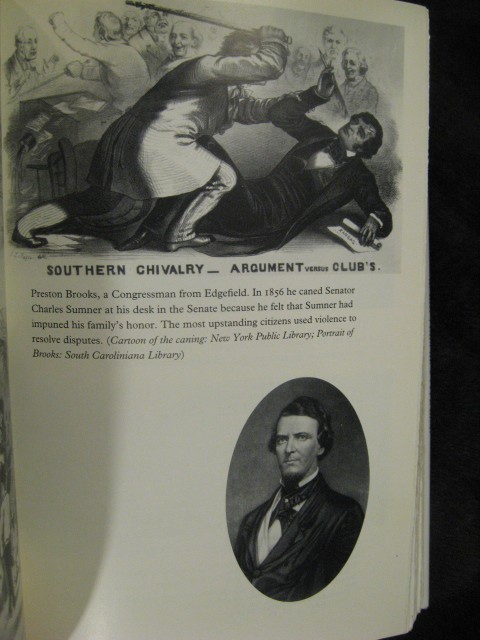 SOUTHERN CHIVALRY — ARGUMENT VERSUS CLUB'S.
Preston Brooks, a Congressman from Edgefield. In 1856 he caned Senator
Charles Sumner at his desk in the Senate because he felt that Sumner had
impuned his family's honor. The most upstanding citizens used violence to
resolve disputes. (Cartoon of the caning: New York Public Library; Portrait of
Brooks: South Caroliniana Library)